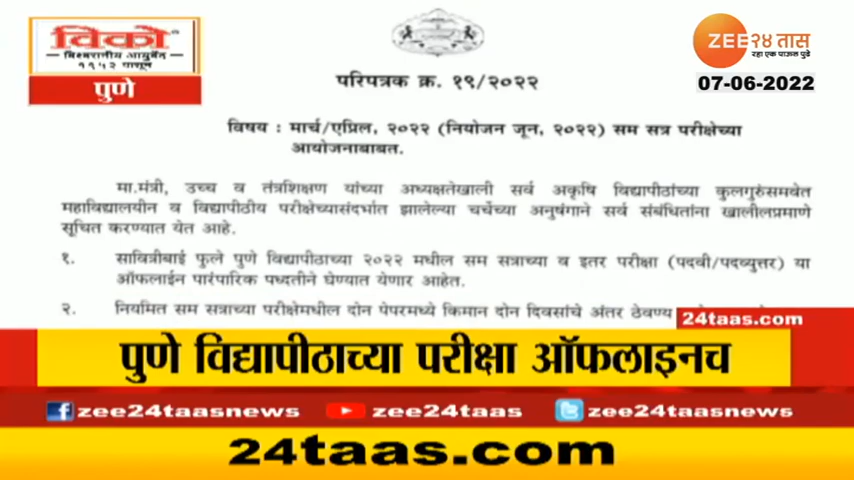 विको
विश्वसनीय आयुर्वेद
१९५२ पासून
पुणे
ZEE २४ तास
रहा एक पाऊल पुढे
07-06-2022
परिपत्रक क्र. १९/२०२२
विषय : मार्च/एप्रिल, २०२२ (नियोजन जून, २०२२) सम सत्र परीक्षेच्या
आयोजनाबाबत.
मा.मंत्री, उच्च व तंत्रशिक्षण यांच्या अध्यक्षतेखाली सर्व अकृषि विद्यापीठांच्या कुलगुरुंसमवेत
महाविद्यालयीन व विद्यापीठीय परीक्षेच्यासंदर्भात झालेल्या चर्चेच्या अनुषंगाने सर्व संबंधितांना खालीलप्रमाणे
सूचित करण्यात येत आहे.
१. सावित्रीबाई फुले पुणे विद्यापीठाच्या २०२२ मधील सम सत्राच्या व इतर परीक्षा (पदवी/पदव्युत्तर) या
ऑफलाईन पारंपारिक पध्दतीने घेण्यात येणार आहेत.
२. नियमित सम सत्राच्या परीक्षेमधील दोन पेपरमध्ये किमान दोन दिवसांचे अंतर ठेवण्य
24taas.com
पुणे विद्यापीठाच्या परीक्षा ऑफलाइनच
zee24taasnews zee24taas zee24taasnews
24taas.com